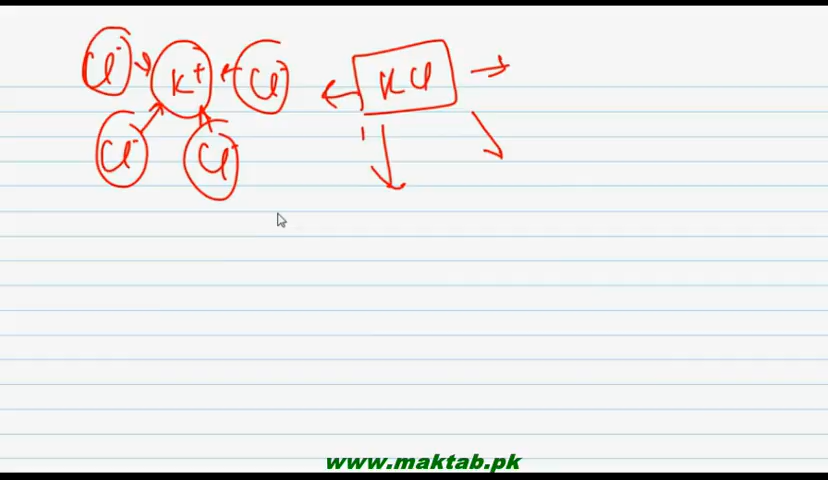 Cl⁻ K⁺ Cl⁻ KCl
Cl⁻ Cl⁻
www.maktab.pk